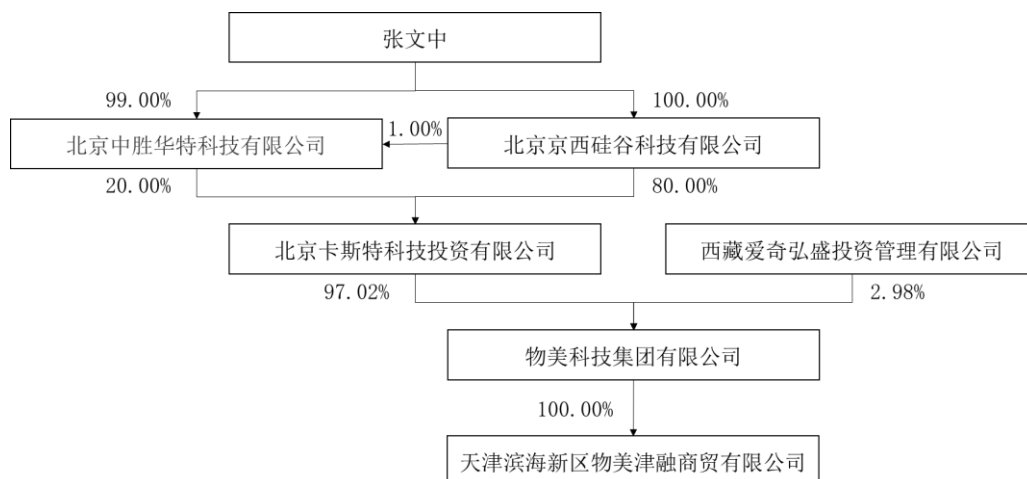 张文中
99.00%
100.00%
北京中胜华特科技有限公司
1.00%
北京京西硅谷科技有限公司
20.00%
80.00%
北京卡斯特科技投资有限公司
西藏爱奇弘盛投资管理有限公司
97.02%
2.98%
物美科技集团有限公司
100.00%
天津滨海新区物美津融商贸有限公司